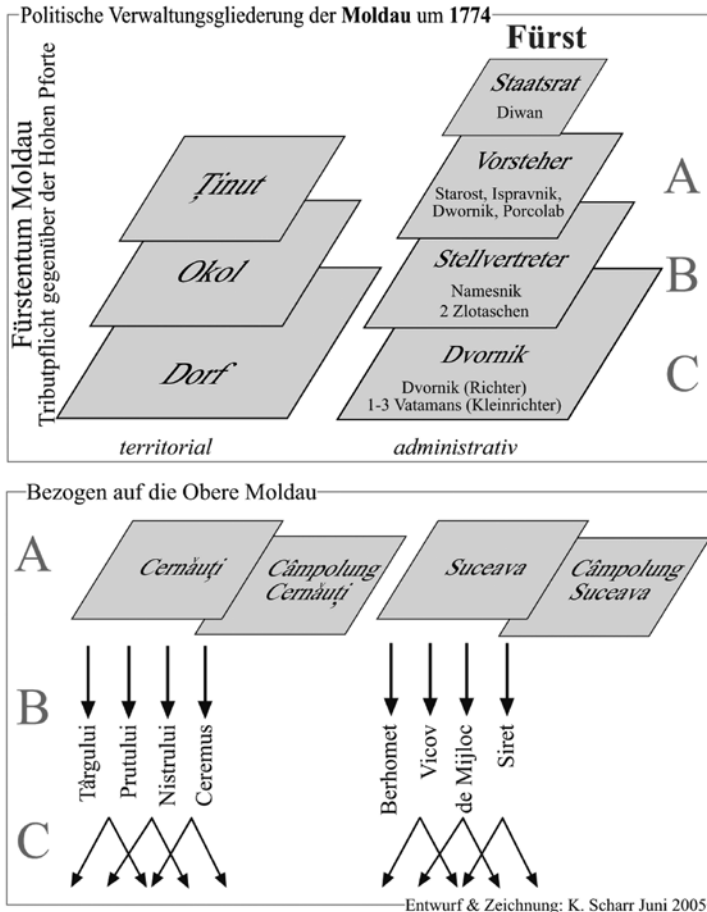 Politische Verwaltungsgliederung der Moldau um 1774
Fürst
Fürstentum Moldau
Tributpflicht gegenüber der Hohen Pforte
Ţinut
Okol
Dorf
territorial
Staatsrat
Diwan
Vorsteher
Starost, Ispravnik,
Dwornik, Porcolab
Stellvertreter
Namesnik
2 Zlotaschen
Dvornik
Dvornik (Richter)
1-3 Vatamans (Kleinrichter)
administrativ
A
B
C
Bezogen auf die Obere Moldau
A
Cernăuţi
Câmpolung
Cernăuţi
Suceava
Câmpolung
Suceava
B
Târgului
Prutului
Nistrului
Ceremus
Berhomet
Vicov
de Mijloc
Siret
C
Entwurf & Zeichnung: K. Scharr Juni 2005